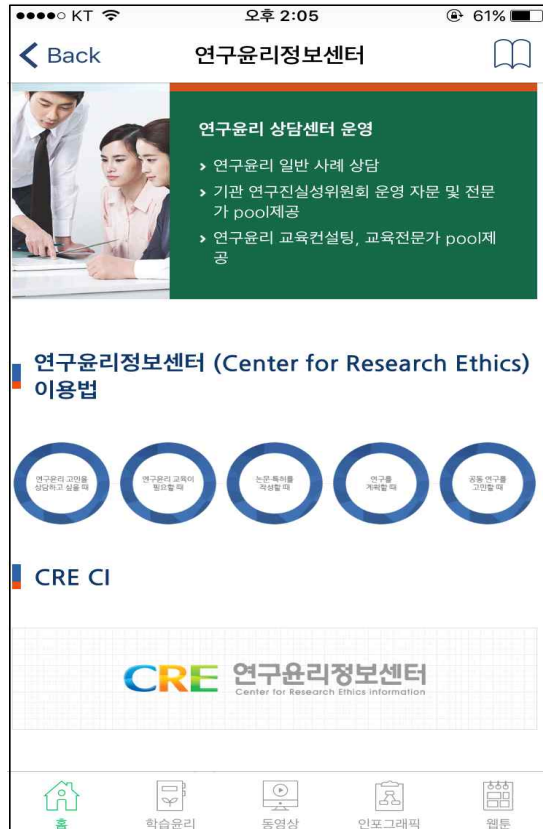 KT 오후 2:05 61%
Back 연구윤리정보센터
연구윤리 상담센터 운영
› 연구윤리 일반 사례 상담
› 기관 연구진실성위원회 운영 자문 및 전문
가 pool제공
› 연구윤리 교육컨설팅, 교육전문가 pool제
공
연구윤리정보센터 (Center for Research Ethics)
이용법
연구윤리 고민을
상담하고 싶을 때
연구윤리 교육이
필요할 때
논문·특허를
작성할 때
연구를
계획할 때
공동 연구를
고민할 때
CRE CI
CRE 연구윤리정보센터
Center for Research Ethics Information
홈 학습윤리 동영상 인포그래픽 웹툰